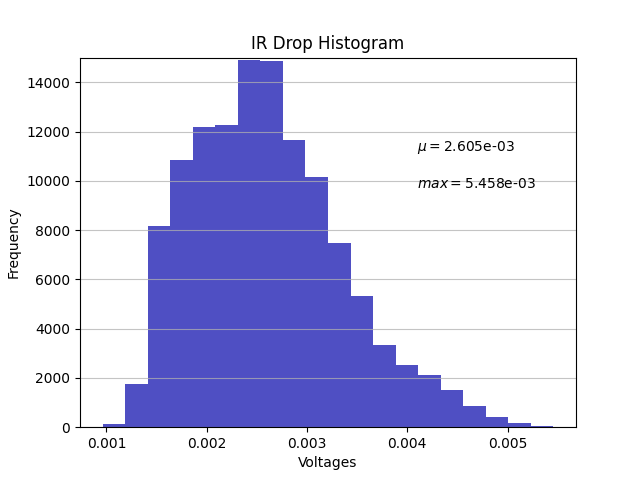 IR Drop Histogram
14000
12000
10000
8000
6000
4000
2000
0
Frequency
μ = 2.605e-03
max = 5.458e-03
0.001 0.002 0.003 0.004 0.005
Voltages